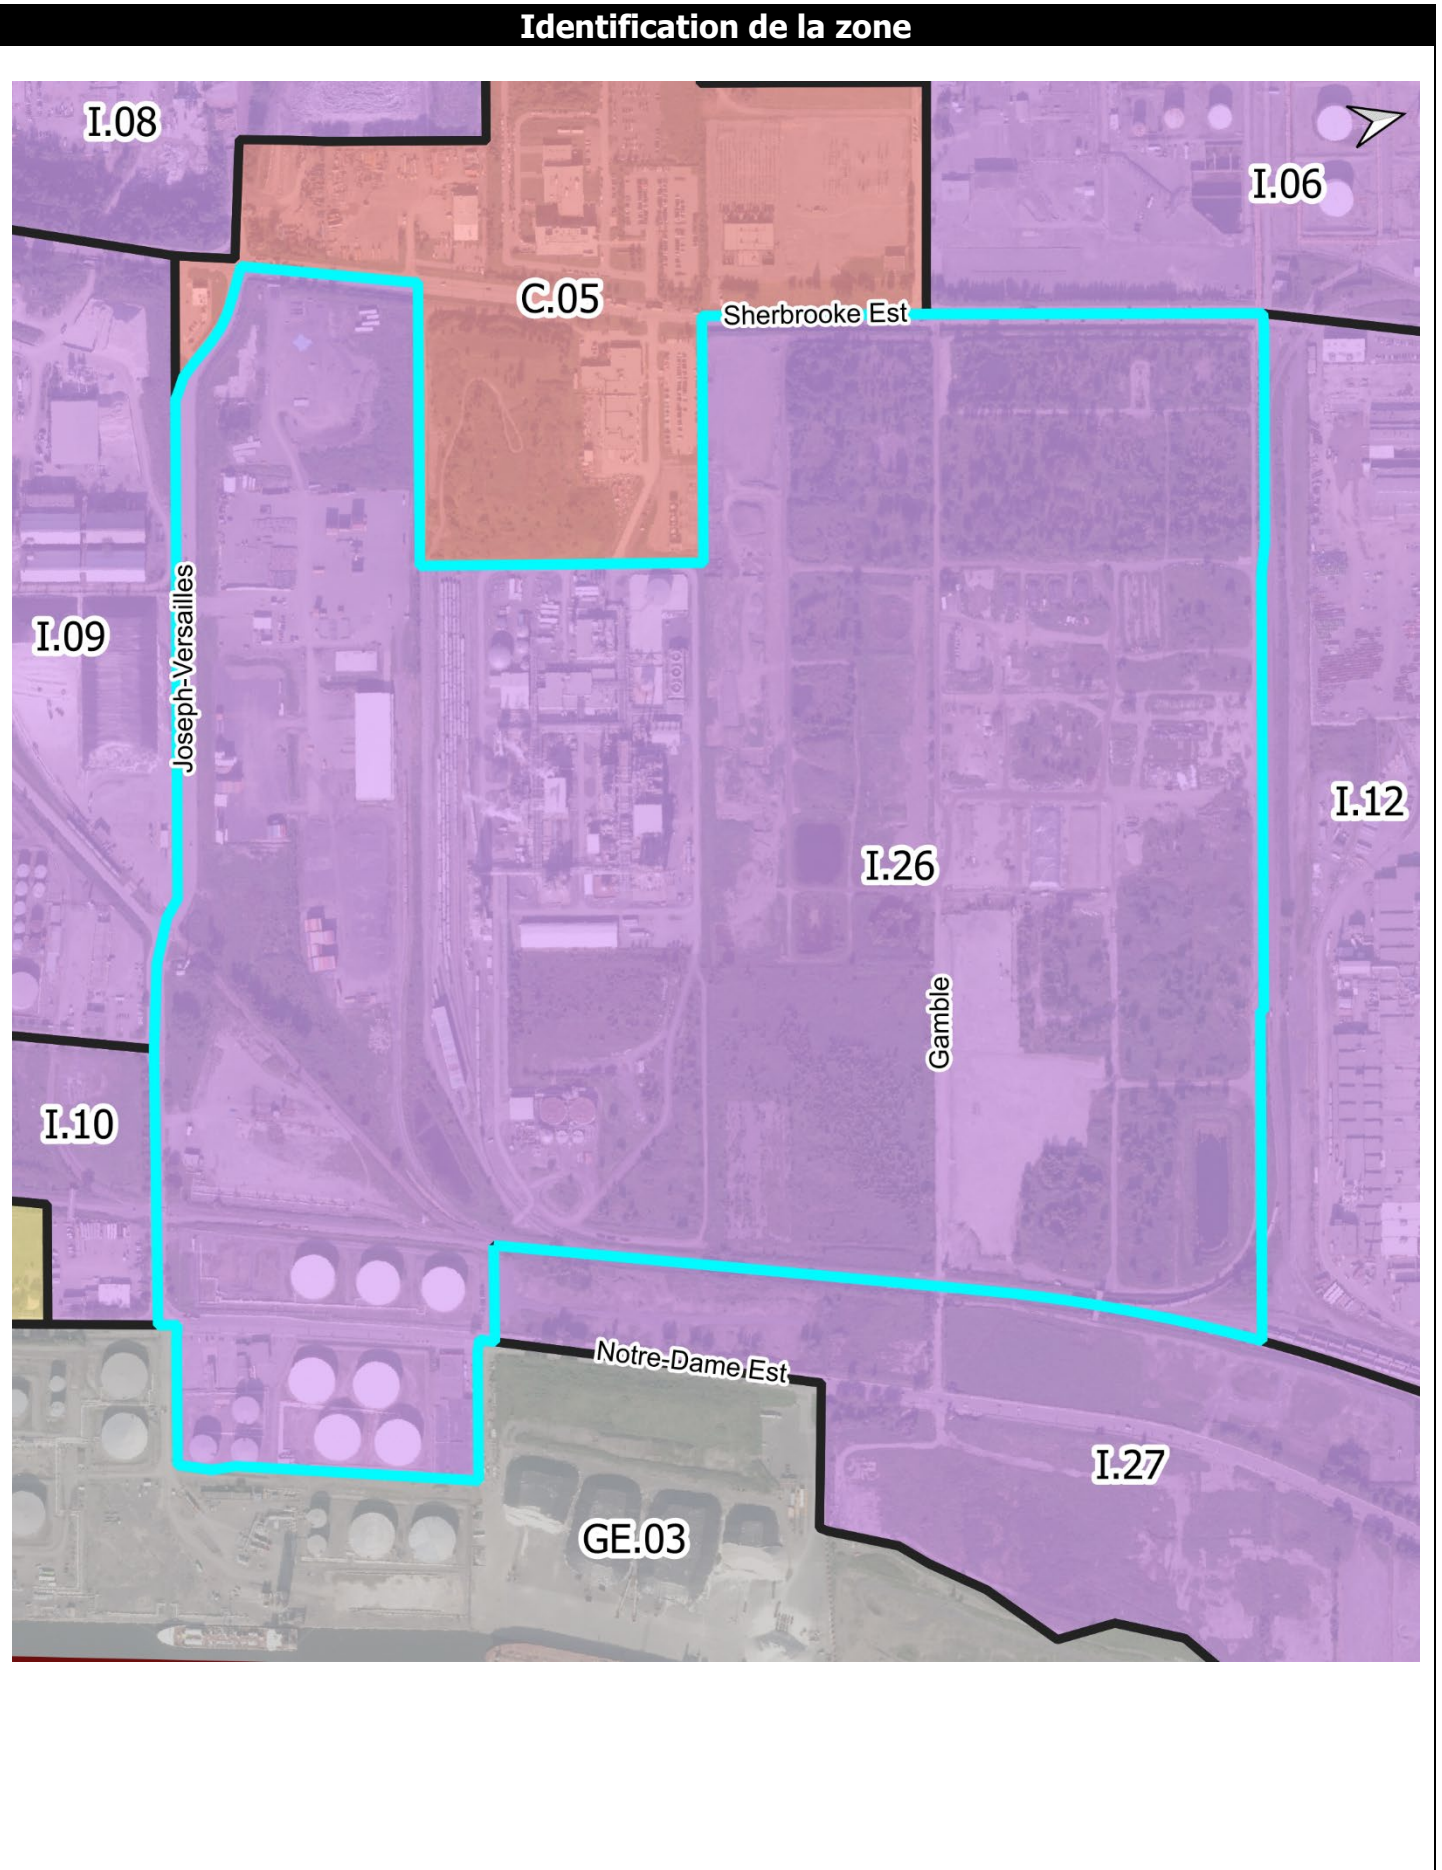 Identification de la zone
I.08
I.06
C.05
Sherbrooke Est
Joseph-Versailles
I.09
I.12
I.26
Gamble
I.10
Notre-Dame Est
I.27
GE.03